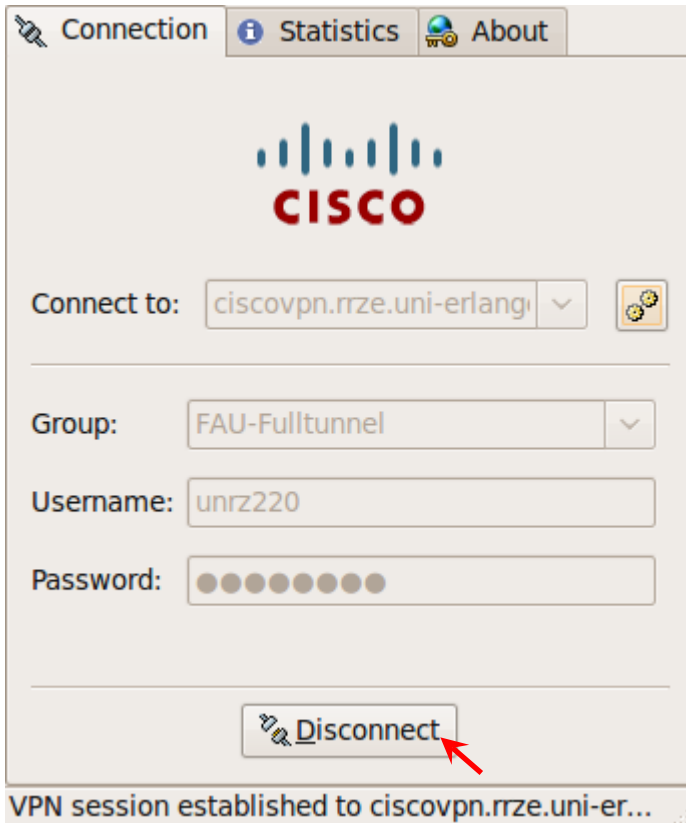 Connection Statistics About
CISCO
Connect to: ciscovpn.rrze.uni-erlang
Group: FAU-Fulltunnel
Username: unrz220
Password: ●●●●●●●●
Disconnect
VPN session established to ciscovpn.rrze.uni-er...